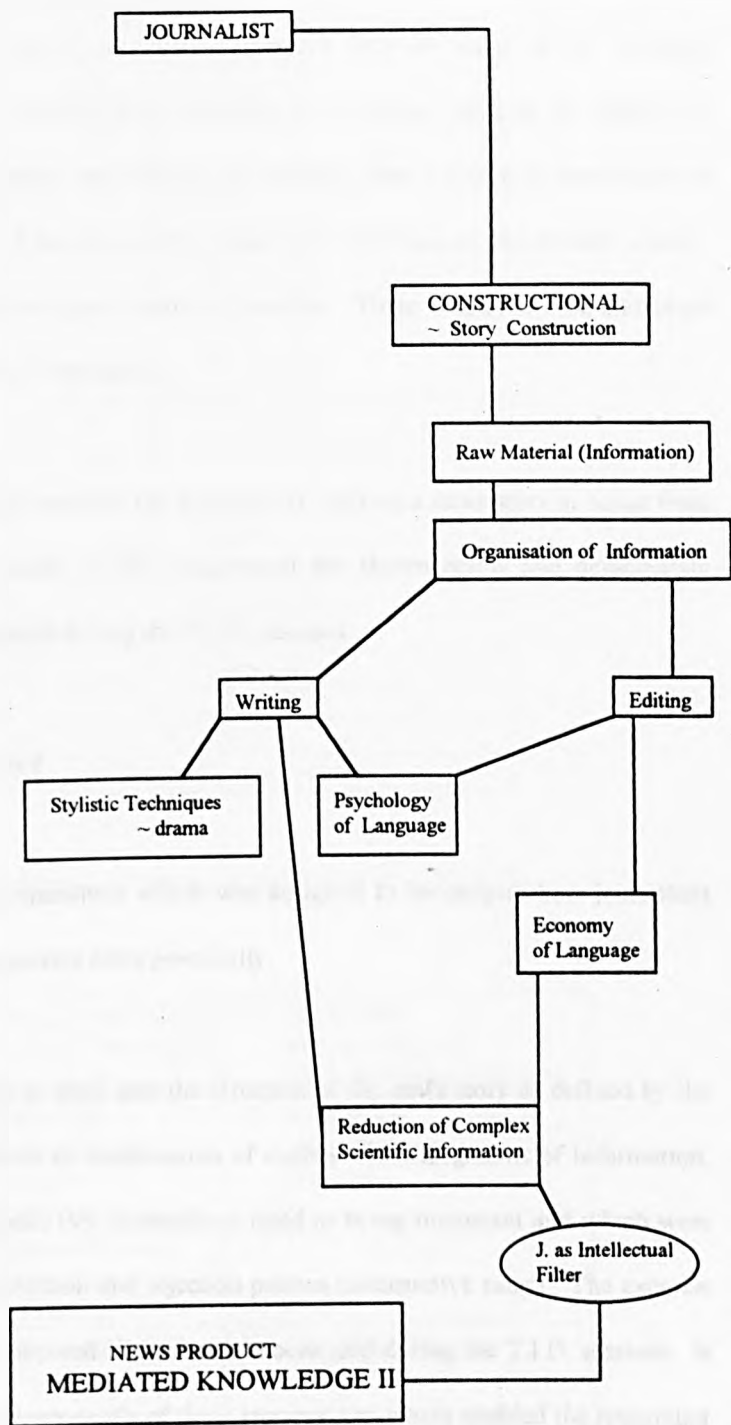 JOURNALIST
CONSTRUCTIONAL
~ Story Construction
Raw Material (Information)
Organisation of Information
Writing
Editing
Stylistic Techniques
~ drama
Psychology
of Language
Economy
of Language
Reduction of Complex
Scientific Information
J. as Intellectual
Filter
NEWS PRODUCT
MEDIATED KNOWLEDGE II